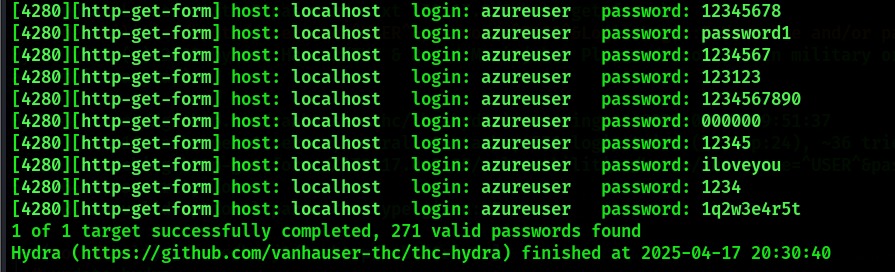 [4280][http-get-form] host: localhost   login: azureuser   password: 12345678
[4280][http-get-form] host: localhost   login: azureuser   password: password1
[4280][http-get-form] host: localhost   login: azureuser   password: 1234567
[4280][http-get-form] host: localhost   login: azureuser   password: 123123
[4280][http-get-form] host: localhost   login: azureuser   password: 1234567890
[4280][http-get-form] host: localhost   login: azureuser   password: 000000
[4280][http-get-form] host: localhost   login: azureuser   password: 12345
[4280][http-get-form] host: localhost   login: azureuser   password: iloveyou
[4280][http-get-form] host: localhost   login: azureuser   password: 1234
[4280][http-get-form] host: localhost   login: azureuser   password: 1q2w3e4r5t
1 of 1 target successfully completed, 271 valid passwords found
Hydra (https://github.com/vanhauser-thc/thc-hydra) finished at 2025-04-17 20:30:40